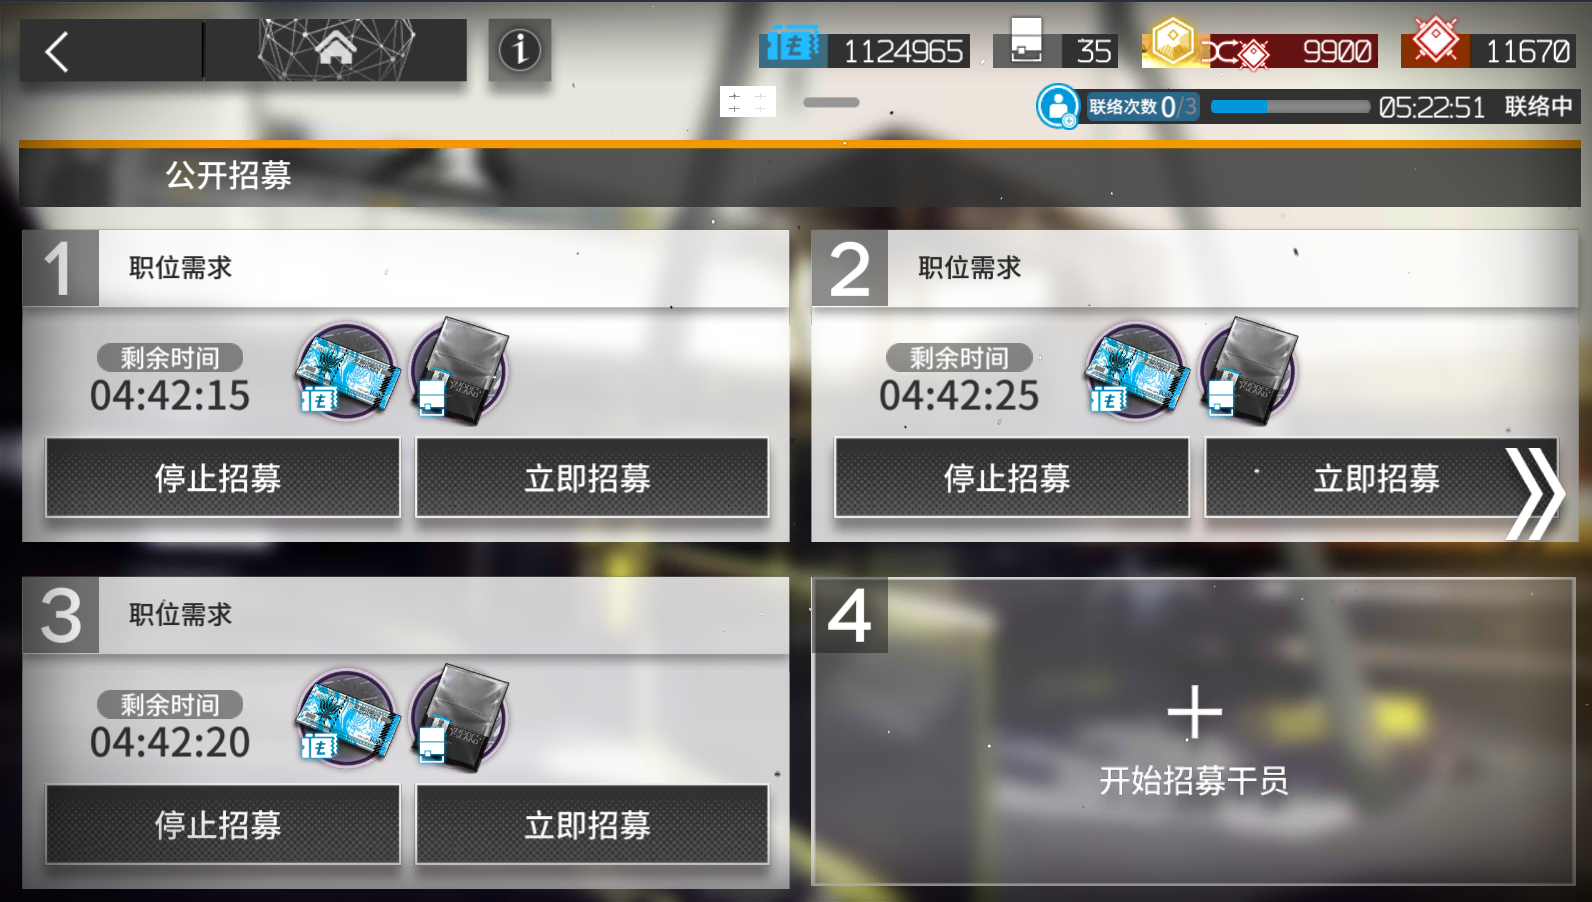 1124965
35
9900
11670
联络次数 0/3
05:22:51 联络中
公开招募
1
职位需求
剩余时间
04:42:15
停止招募
立即招募
2
职位需求
剩余时间
04:42:25
停止招募
立即招募
3
职位需求
剩余时间
04:42:20
停止招募
立即招募
4
开始招募干员